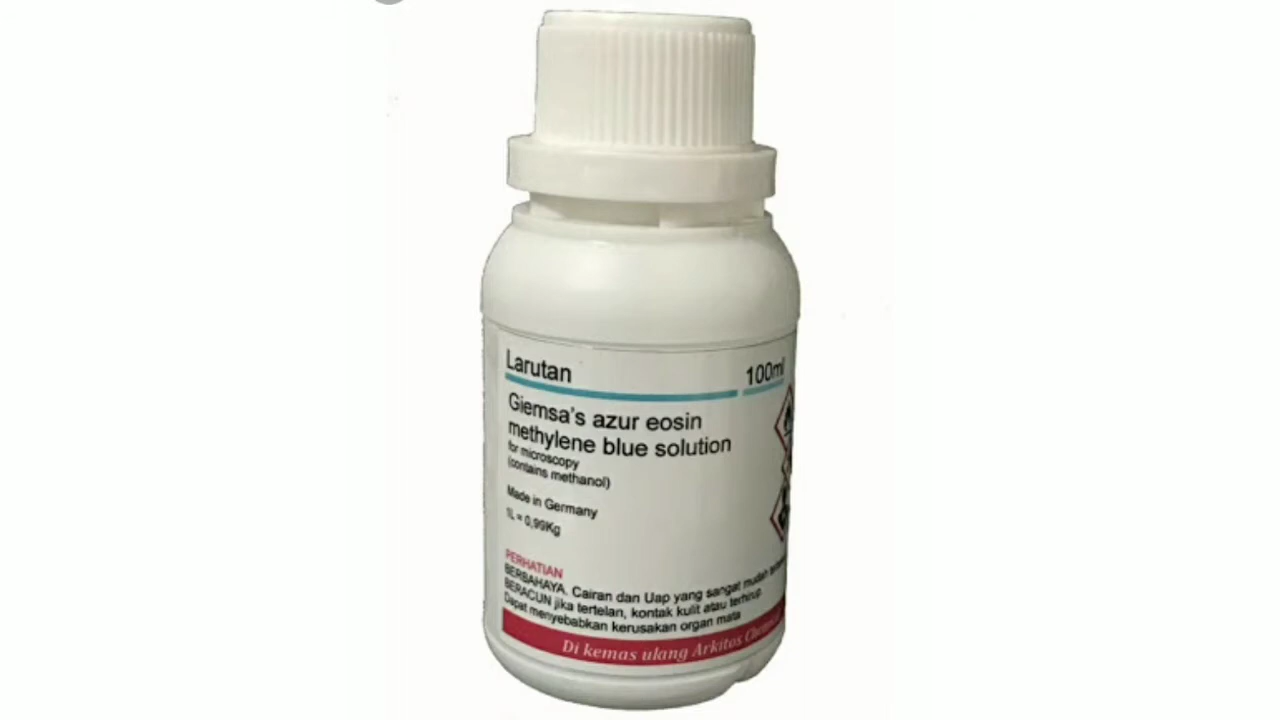 Larutan 100ml
Giemsa's azur eosin
methylene blue solution
for microscopy
(contains methanol)
Made in Germany
1L = 0,99Kg
PERHATIAN
BERBAHAYA. Cairan dan Uap yang sangat mudah
BERACUN jika tertelan, kontak kulit atau terhirup
Dapat menyebabkan kerusakan organ mata
Di kemas ulang Arkitos